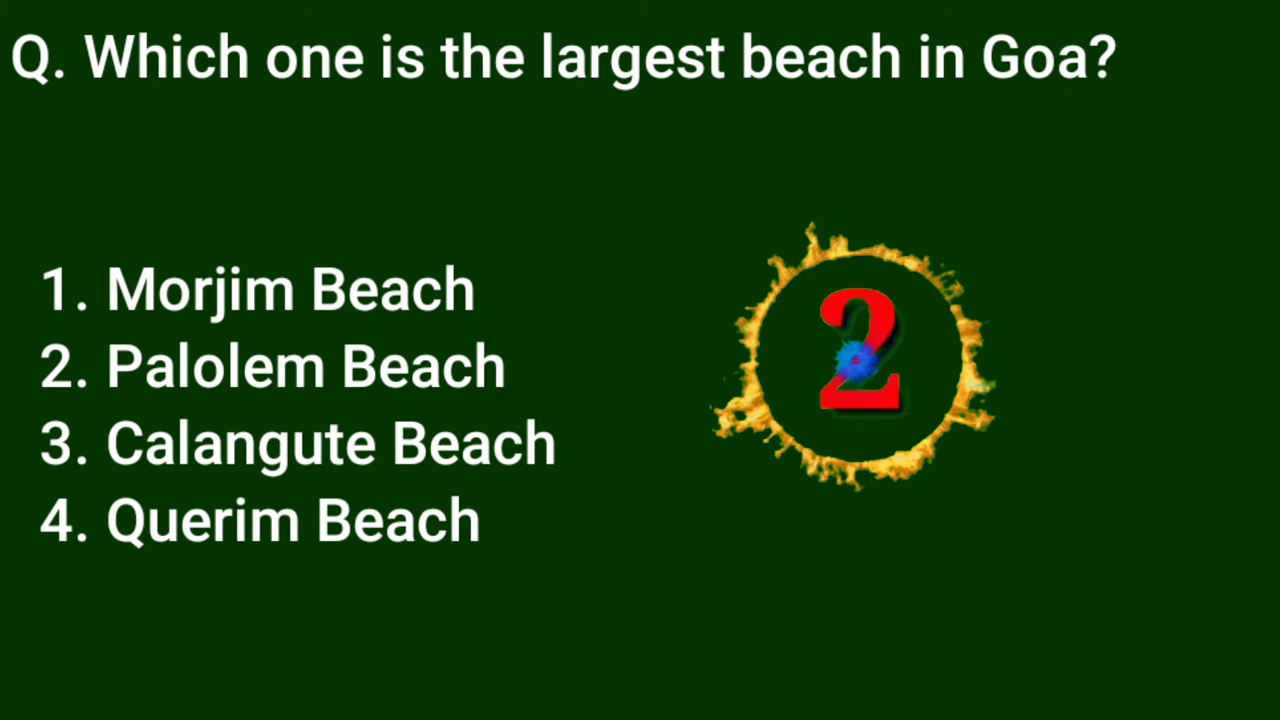 Q. Which one is the largest beach in Goa?
1. Morjim Beach
2. Palolem Beach
3. Calangute Beach
4. Querim Beach
2